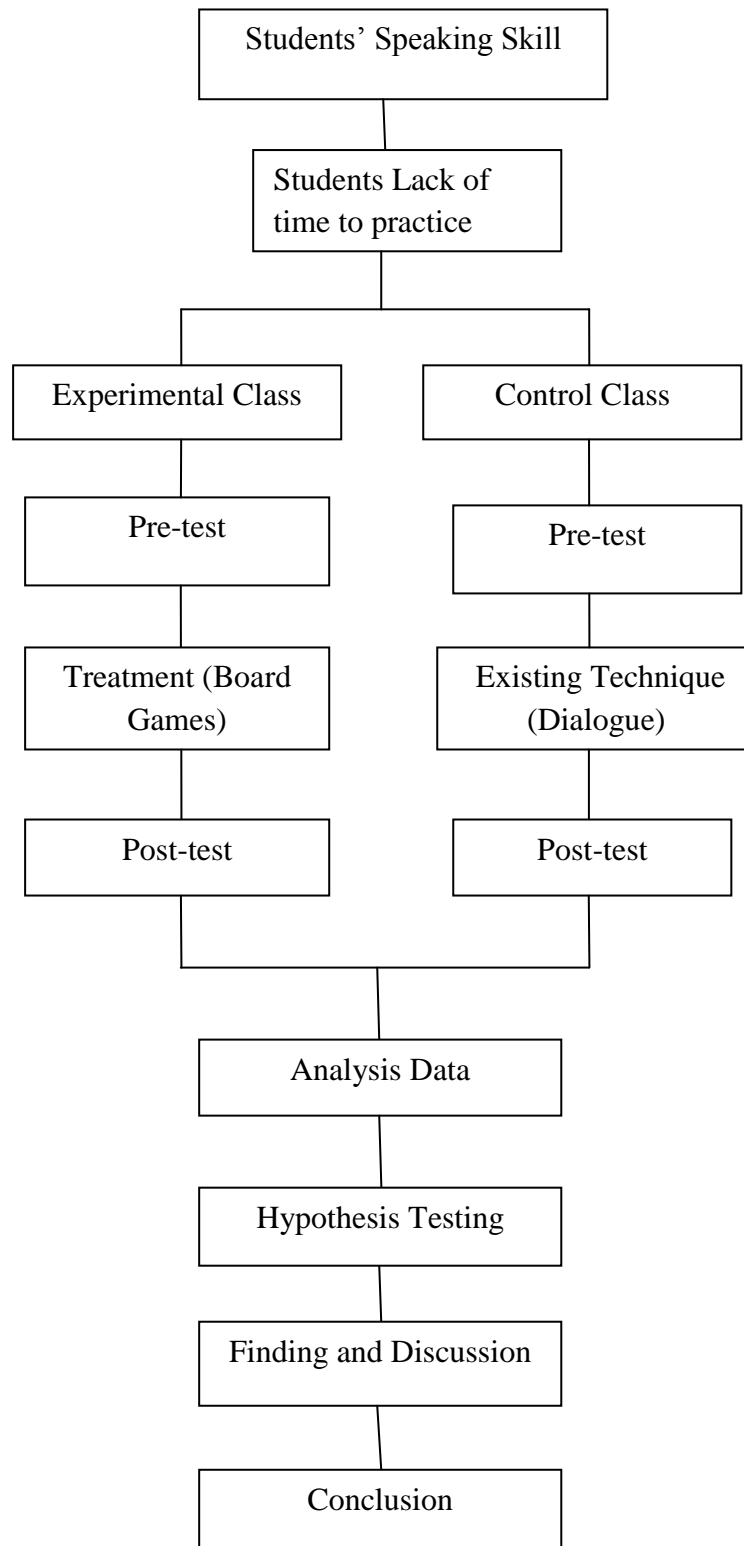 Students’ Speaking Skill
Students Lack of
time to practice
Experimental Class
Control Class
Pre-test
Pre-test
Treatment (Board
Games)
Existing Technique
(Dialogue)
Post-test
Post-test
Analysis Data
Hypothesis Testing
Finding and Discussion
Conclusion